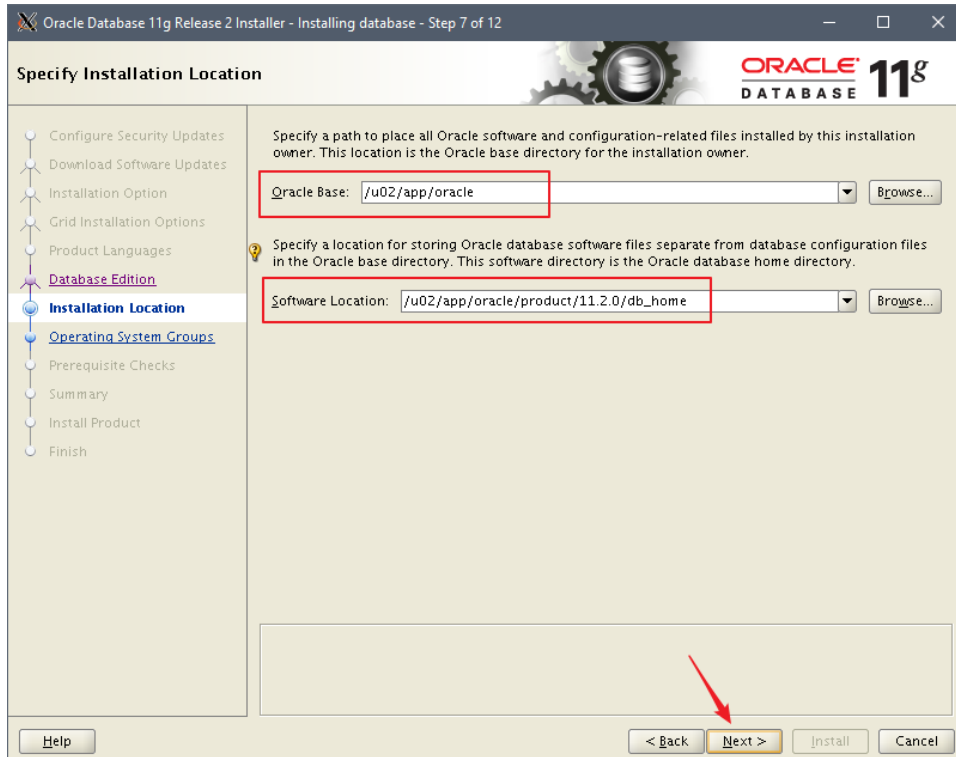 Oracle Database 11g Release 2 Installer - Installing database - Step 7 of 12
Specify Installation Location
ORACLE
DATABASE
11g
Configure Security Updates
Download Software Updates
Installation Option
Grid Installation Options
Product Languages
Database Edition
Installation Location
Operating System Groups
Prerequisite Checks
Summary
Install Product
Finish
Specify a path to place all Oracle software and configuration-related files installed by this installation
owner. This location is the Oracle base directory for the installation owner.
Oracle Base: /u02/app/oracle Browse...
Specify a location for storing Oracle database software files separate from database configuration files
in the Oracle base directory. This software directory is the Oracle database home directory.
Software Location: /u02/app/oracle/product/11.2.0/db_home Browse...
Help < Back Next > Install Cancel